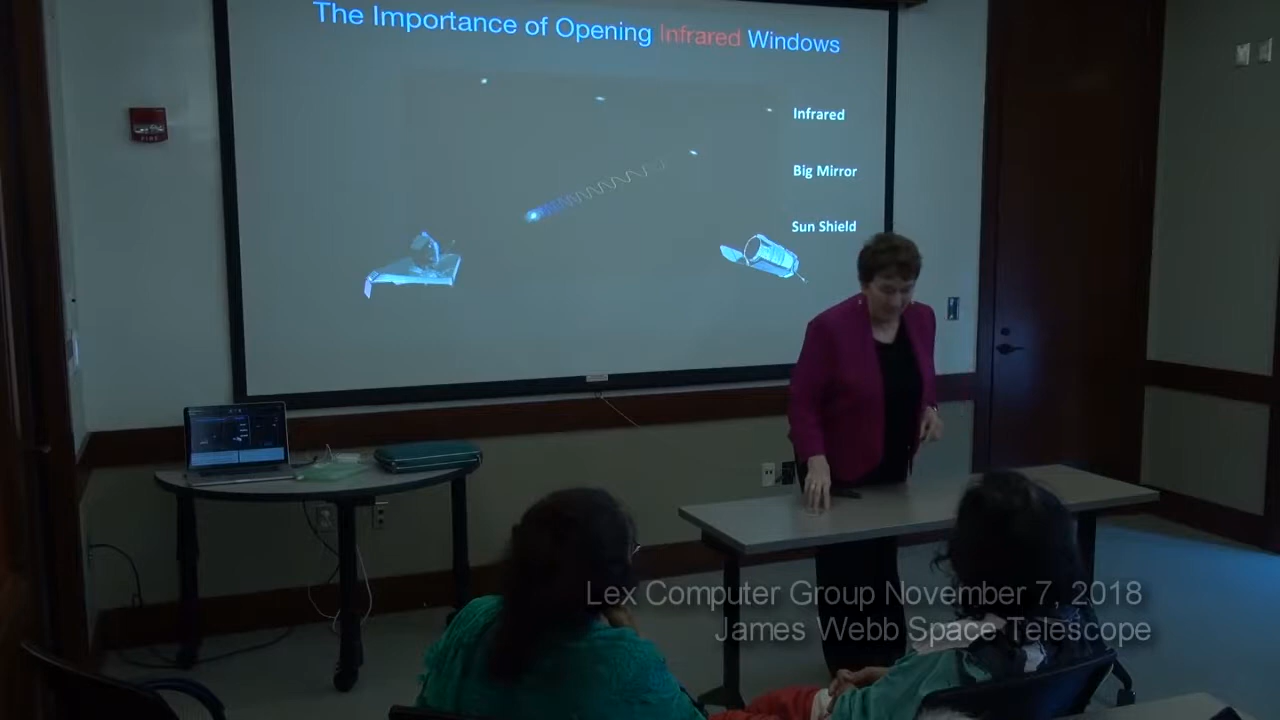 The Importance of Opening Infrared Windows
Infrared
Big Mirror
Sun Shield
FIRE
Lex Computer Group November 7, 2018
James Webb Space Telescope